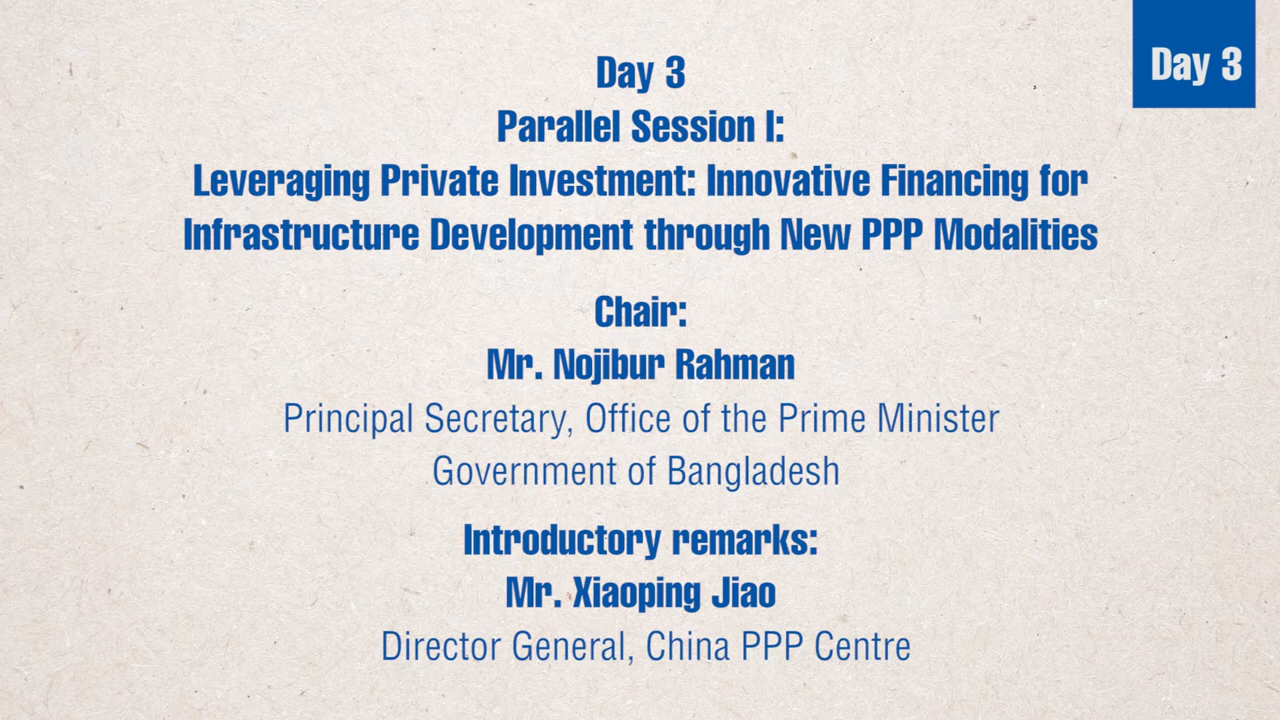 Day 3
Day 3
Parallel Session I:
Leveraging Private Investment: Innovative Financing for
Infrastructure Development through New PPP Modalities
Chair:
Mr. Nojibur Rahman
Principal Secretary, Office of the Prime Minister
Government of Bangladesh
Introductory remarks:
Mr. Xiaoping Jiao
Director General, China PPP Centre